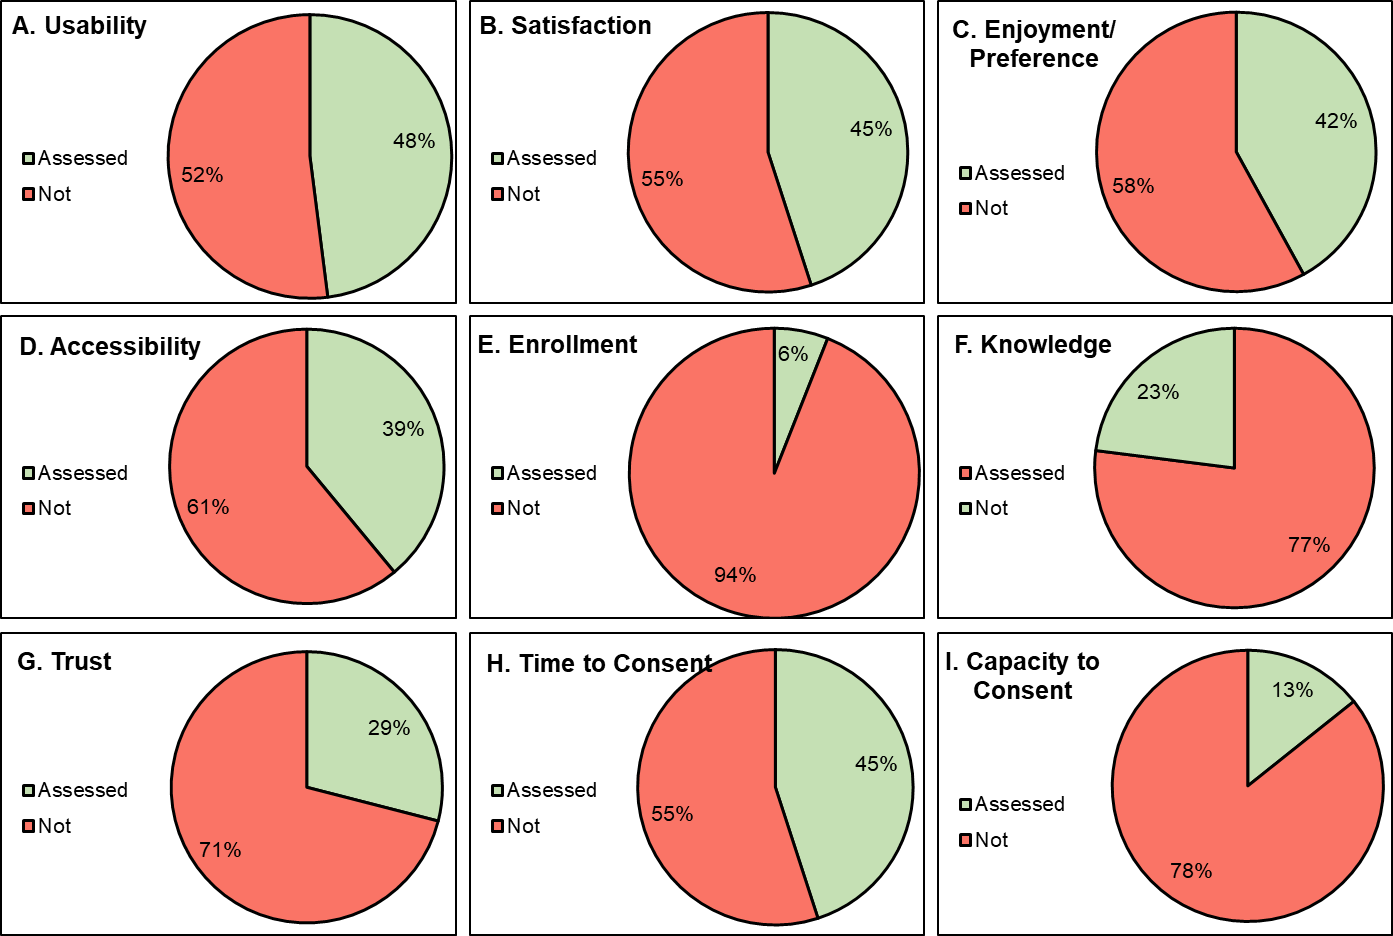 A. Usability
Assessed
Not
48%
52%
B. Satisfaction
Assessed
Not
45%
55%
C. Enjoyment/
Preference
Assessed
Not
42%
58%
D. Accessibility
Assessed
Not
39%
61%
E. Enrollment
Assessed
Not
6%
94%
F. Knowledge
Assessed
Not
23%
77%
G. Trust
Assessed
Not
29%
71%
H. Time to Consent
Assessed
Not
45%
55%
I. Capacity to
Consent
Assessed
Not
13%
78%